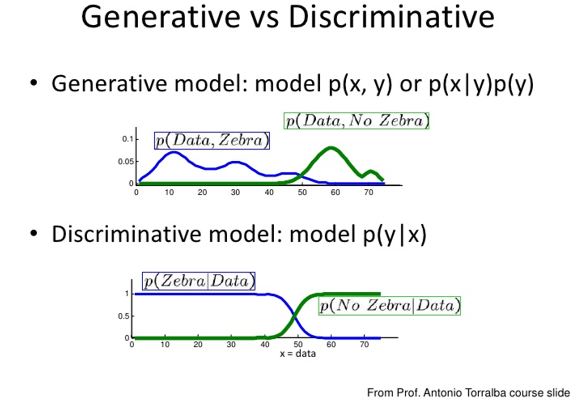 Generative vs Discriminative
• Generative model: model p(x, y) or p(x|y)p(y)
p(Data, No Zebra)
p(Data, Zebra)
0.1
0.05
0
0 10 20 30 40 50 60 70
• Discriminative model: model p(y|x)
p(Zebra|Data)
1
p(No Zebra|Data)
0.5
0
0 10 20 30 40 50 60 70
x = data
From Prof. Antonio Torralba course slide